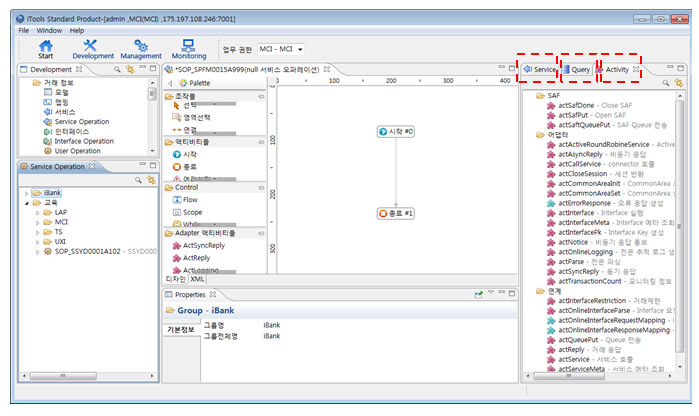 iTools Standard Product-[admin ,MCI(MCI) ,175.197.108.246:7001]
File Window Help
Start
Development
Management
Monitoring
업무 권한
MCI - MCI
Development
거래 정보
모델
맵핑
서비스
Service Operation
인터페이스
Interface Operation
User Operation
Service Operation
iBank
교육
LAP
MCI
TS
UXI
SOP_SSYD0001A102 - SSYD000
*SOP_SPFM0015A999(null 서비스 오퍼레이션)
Palette
조작툴
선택
영역선택
연결
액티비티들
시작
종료
Control
Flow
Scope
While
Adapter 액티비티들
ActSyncReply
ActReply
ActLogging
디자인 XML
0 100 200 300 400
0
100
200
300
시작 #0
종료 #1
Properties
Group - iBank
기본정보
그룹명 iBank
그룹전체명 iBank
Service
Query
Activity
SAF
actSafDone - Close SAF
actSafPut - Open SAF
actSaftQueuePut - SAF Queue 전송
어댑터
actActiveRoundRobineService - Active
actAsyncReply - 비동기 응답
actCallService - connector 호출
actCloseSession - 세션 반환
actCommonAreaInit - CommonArea 초
actCommonAreaSet - CommonArea 설
actErrorResponse - 오류 응답 생성
actInterface - Interface 실행
actInterfaceMeta - Interface 메타 조회
actInterfacePk - Interface Key 생성
actNotice - 비동기 응답 통보
actOnlineLogging - 전문 추적 로그 생
actParse - 전문 파싱
actSyncReply - 동기 응답
actTransactionCount - 모니터링 정보
연계
actInterfaceRestriction - 거래제한
actOnlineInterfaceParse - Interface 요
actOnlineInterfaceRequestMapping - i
actOnlineInterfaceResponseMapping -
actQueuePut - Queue 전송
actReply - 거래 응답
actService - 서비스 호출
actServiceMeta - 서비스 메타 조회